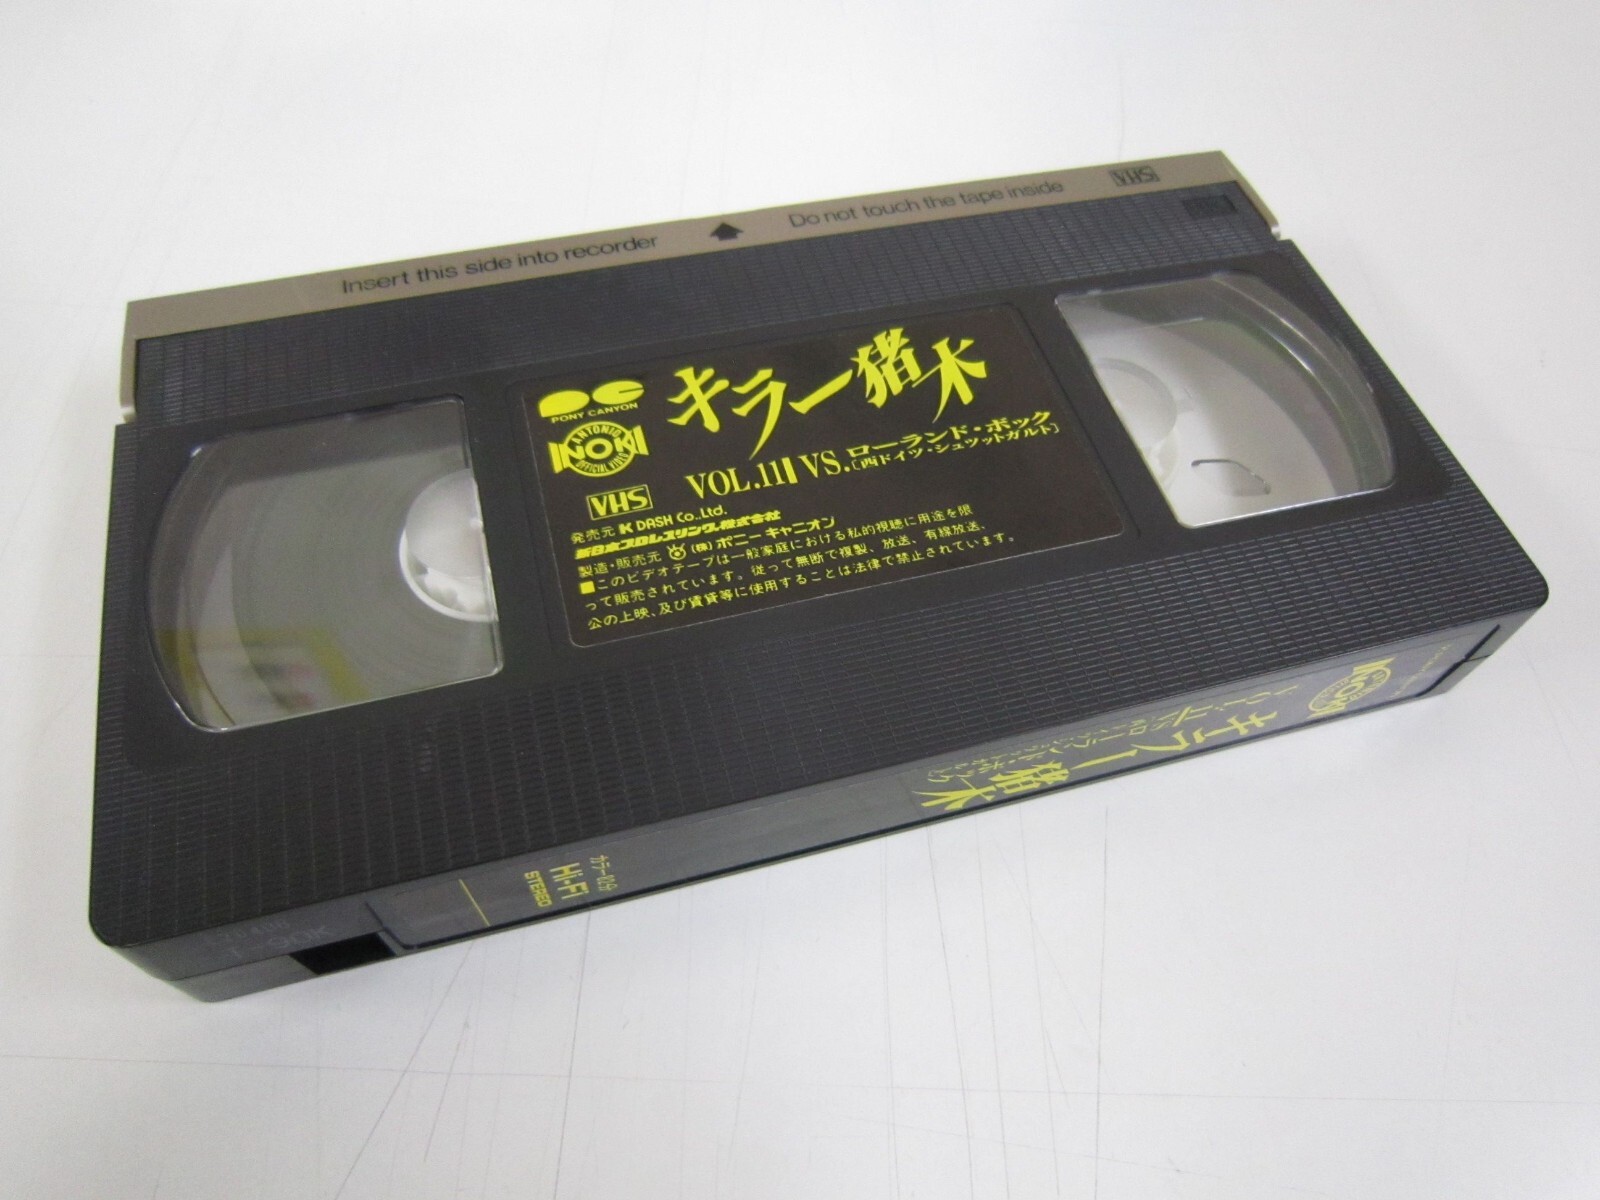 Insert this side into recorder
Do not touch the tape inside
VHS
PONY CANYON
ANTONIO
INOKI
OFFICIAL VIDEO
キラー猪木
VOL.11 VS.ローランド・ボック
〔西ドイツ・シュツットガルト〕
VHS
発売元 K DASH Co.,Ltd.
新日本プロレスリング株式会社
製造・販売元 (株)ポニーキャニオン
■このビデオテープは一般家庭における私的視聴に用途を限
って販売されています。従って無断で複製、放送、有線放送、
公の上映、及び賃貸等に使用することは法律で禁止されています。
キラー猪木
ローランド・ボック
Hi-Fi
STEREO
T-90K